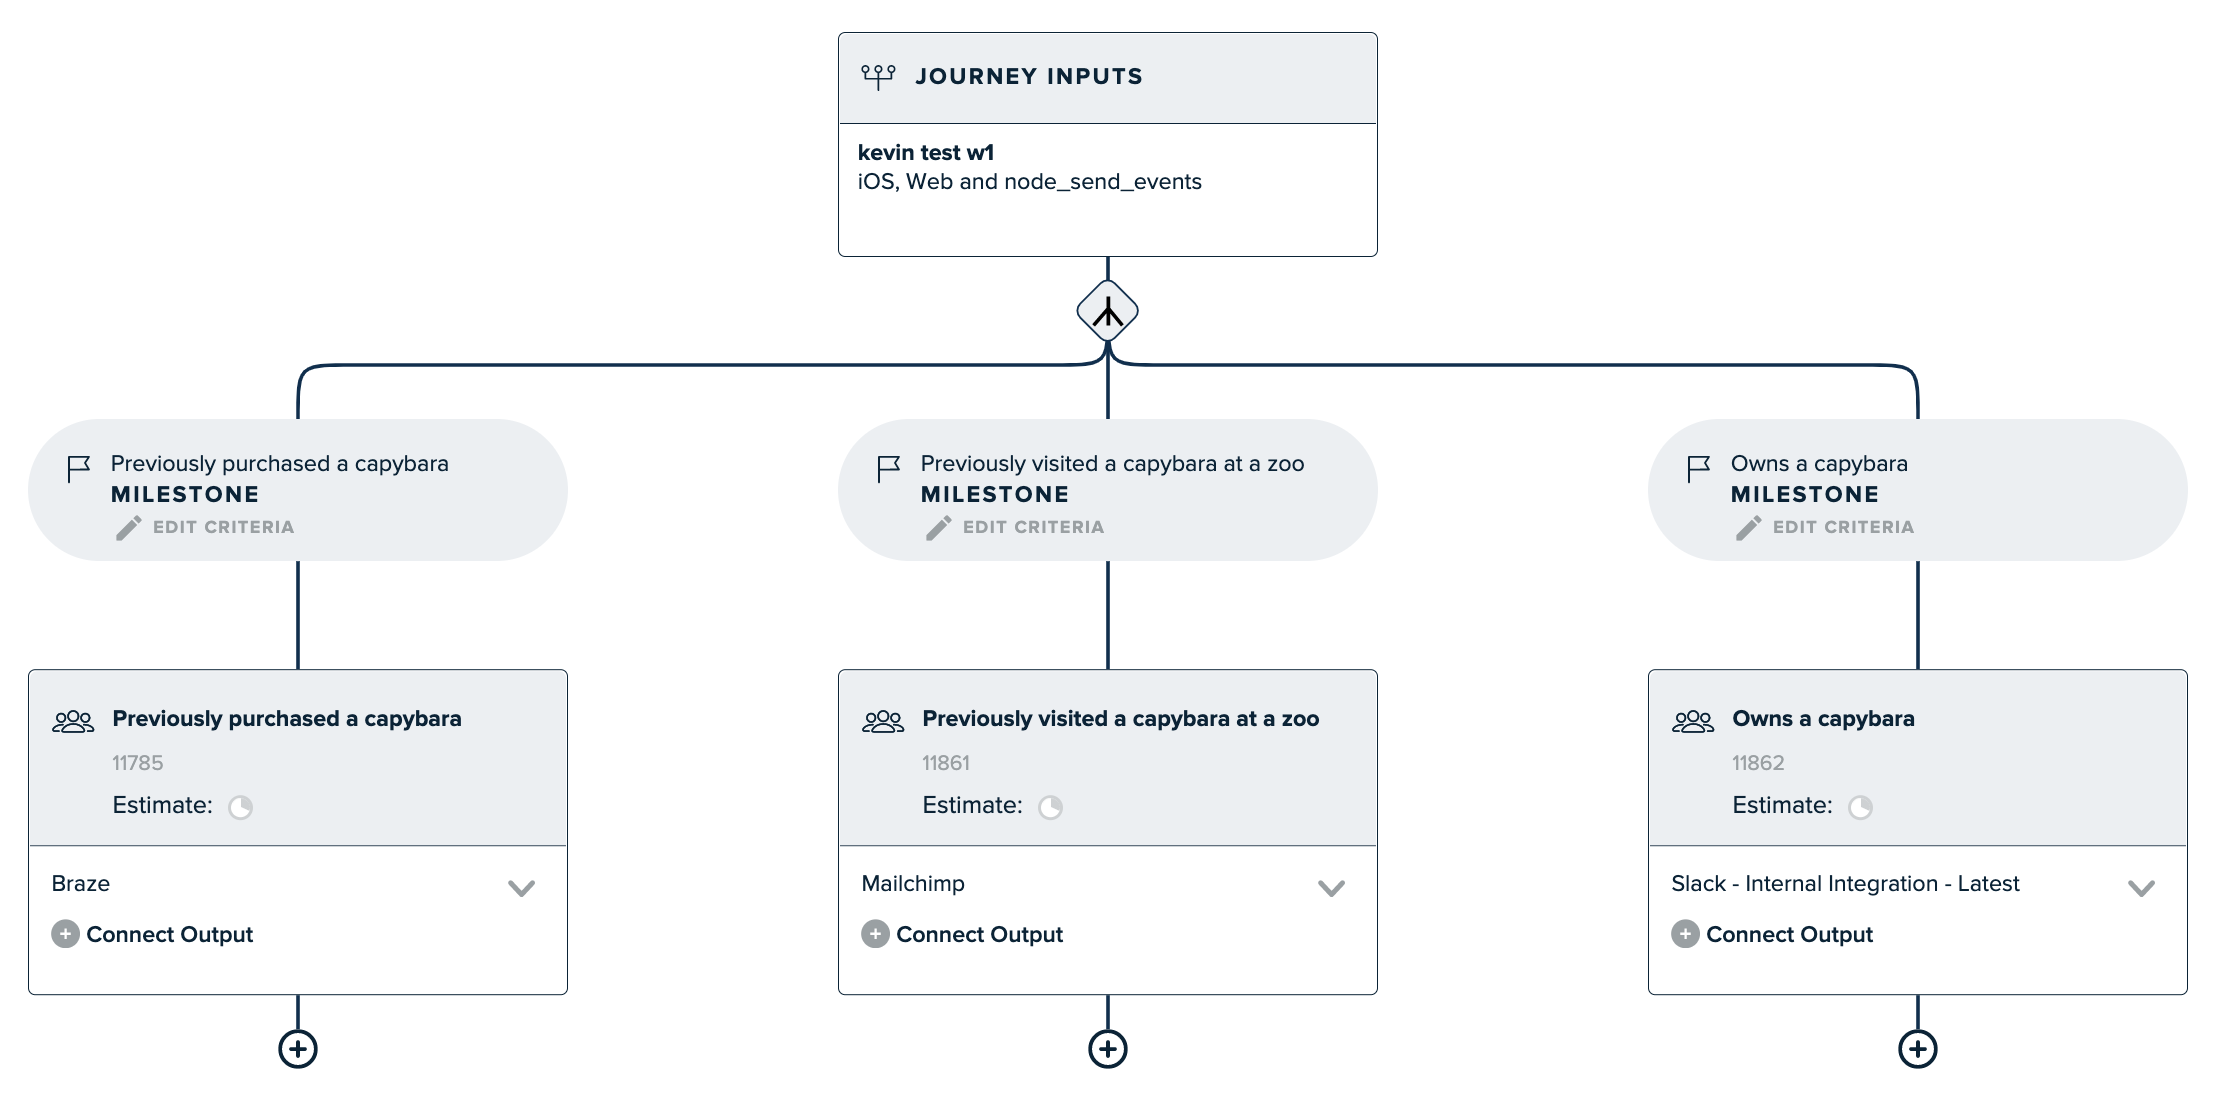 JOURNEY INPUTS
kevin test w1
iOS, Web and node_send_events
Previously purchased a capybara
MILESTONE
EDIT CRITERIA
Previously visited a capybara at a zoo
MILESTONE
EDIT CRITERIA
Owns a capybara
MILESTONE
EDIT CRITERIA
Previously purchased a capybara
11785
Estimate:
Braze
Connect Output
Previously visited a capybara at a zoo
11861
Estimate:
Mailchimp
Connect Output
Owns a capybara
11862
Estimate:
Slack - Internal Integration - Latest
Connect Output